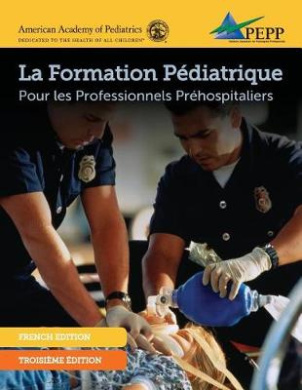 American Academy of Pediatrics
DEDICATED TO THE HEALTH OF ALL CHILDREN™
PEPP
La Formation Pédiatrique
Pour les Professionnels Préhospitaliers
FRENCH EDITION
TROISIÈME ÉDITION